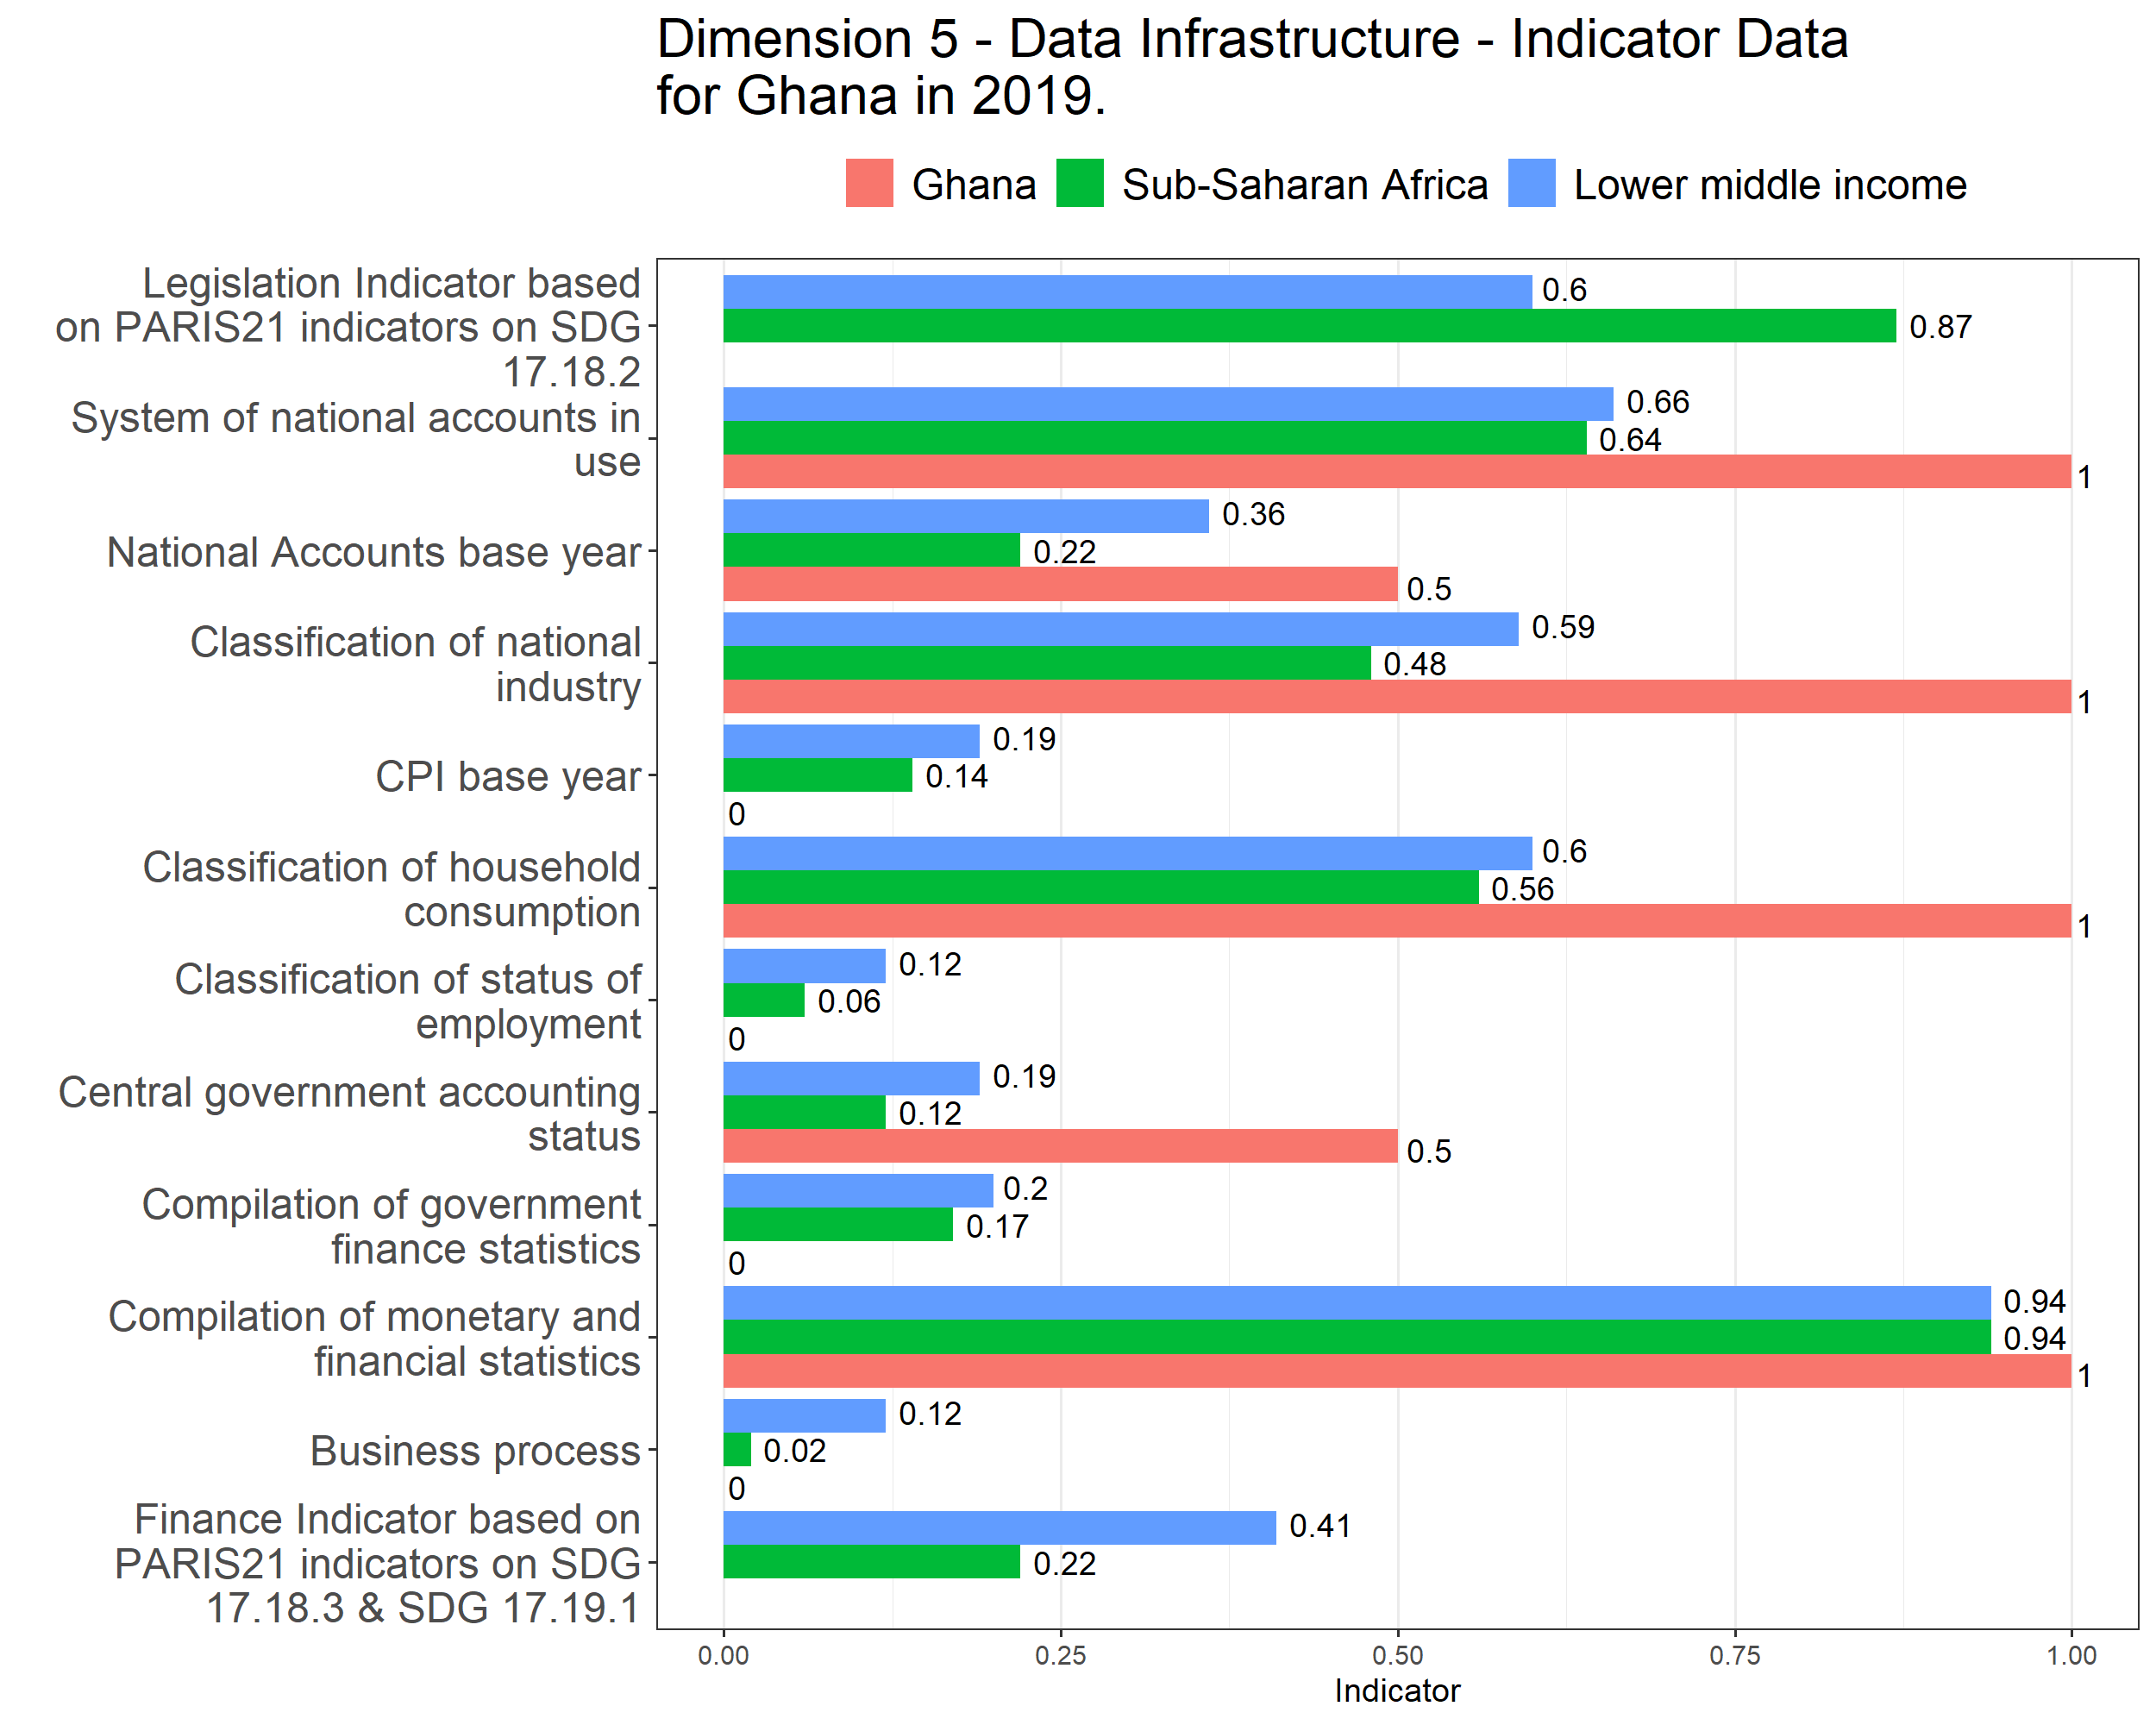 Dimension 5 - Data Infrastructure - Indicator Data
for Ghana in 2019.
Ghana
Sub-Saharan Africa
Lower middle income
Legislation Indicator based
on PARIS21 indicators on SDG
17.18.2
0.6
0.87
System of national accounts in
use
0.66
0.64
1
National Accounts base year
0.36
0.22
0.5
Classification of national
industry
0.59
0.48
1
CPI base year
0.19
0.14
0
Classification of household
consumption
0.6
0.56
1
Classification of status of
employment
0.12
0.06
0
Central government accounting
status
0.19
0.12
0.5
Compilation of government
finance statistics
0.2
0.17
0
Compilation of monetary and
financial statistics
0.94
0.94
1
Business process
0.12
0.02
0
Finance Indicator based on
PARIS21 indicators on SDG
17.18.3 & SDG 17.19.1
0.41
0.22
0.00
0.25
0.50
0.75
1.00
Indicator